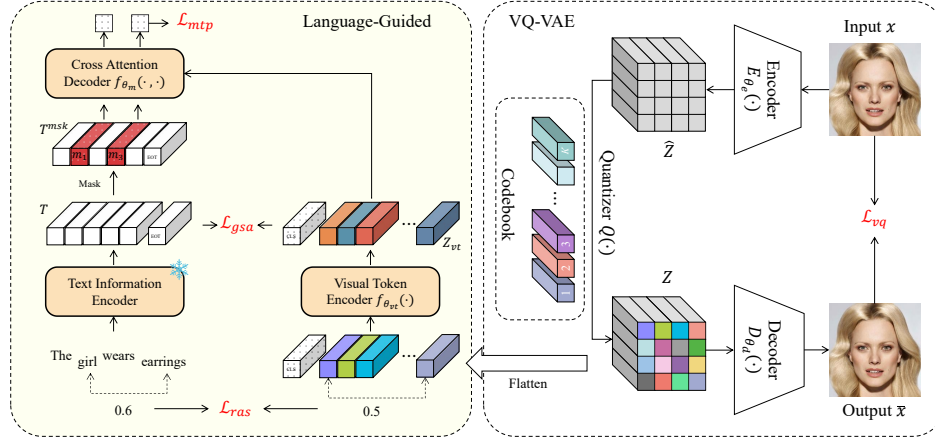 Language-Guided
ℒ_mtp
Cross Attention
Decoder f_θm(·,·)
T^msk
m₁
m₃
EOT
Mask
T
EOT
ℒ_gsa
CLS
Z_vt
Text Information
Encoder
Visual Token
Encoder f_θvt(·)
The girl wears earrings
CLS
0.6
ℒ_ras
0.5
VQ-VAE
Input x
Encoder
E_θe(·)
Ẑ
Codebook
N
...
3
2
1
Quantizer Q(·)
ℒ_vq
Z
Decoder
D_θd(·)
Flatten
Output x̄